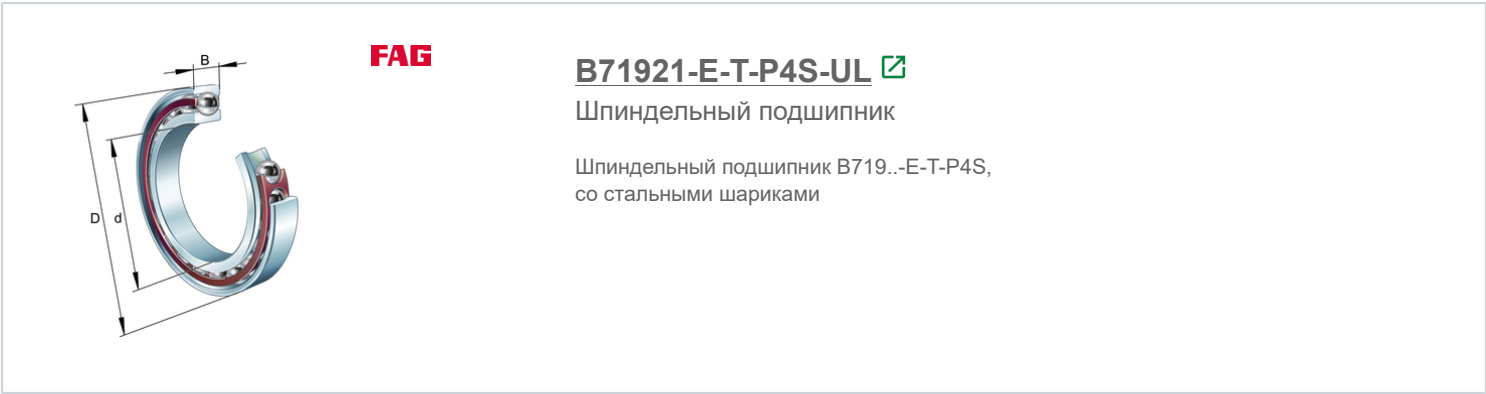 B
D
d
FAG
B71921-E-T-P4S-UL
Шпиндельный подшипник
Шпиндельный подшипник B719..-E-T-P4S,
со стальными шариками